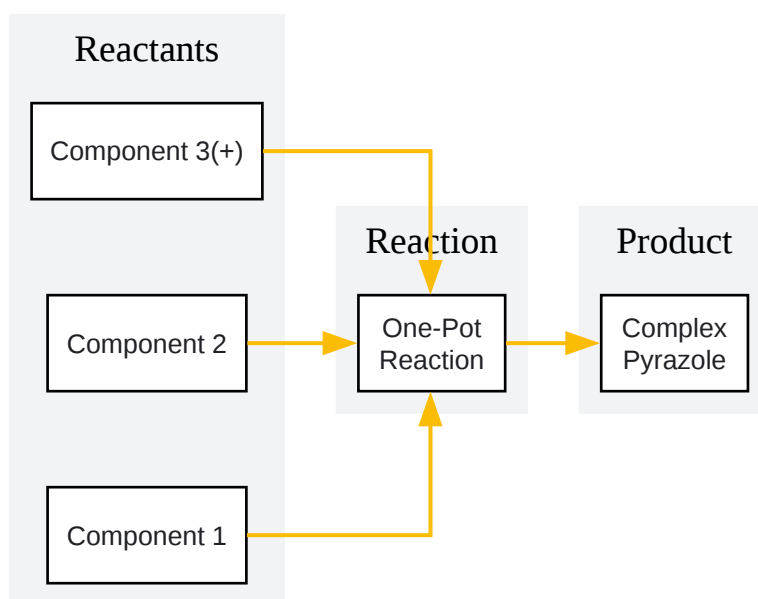 Reactants
Component 3(+)
Reaction
Product
Component 2
One-Pot
Reaction
Complex
Pyrazole
Component 1